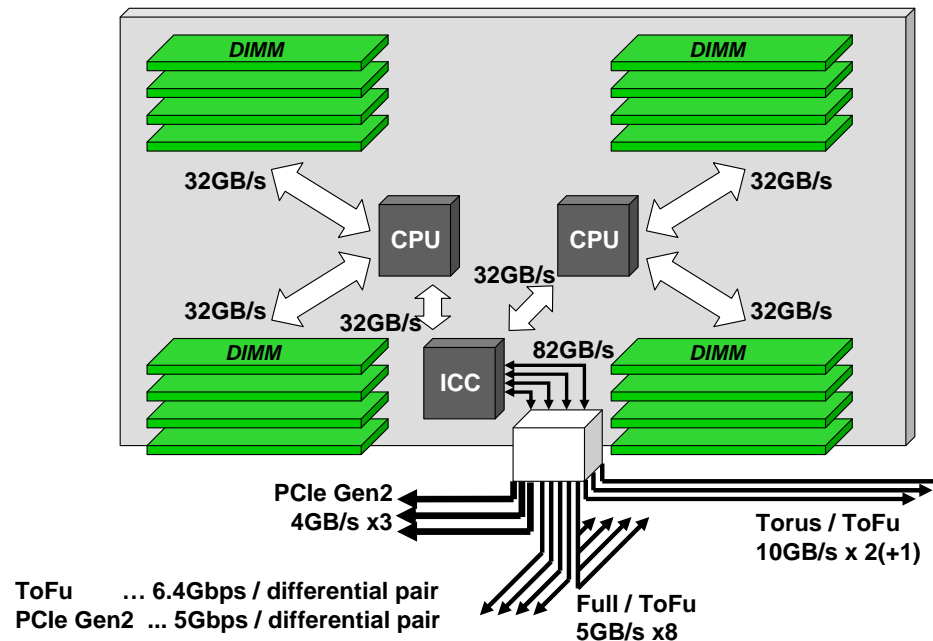 DIMM
DIMM
32GB/s
32GB/s
CPU
CPU
32GB/s
32GB/s
32GB/s
32GB/s
DIMM
DIMM
82GB/s
ICC
PCIe Gen2
4GB/s x3
Torus / ToFu
10GB/s x 2(+1)
ToFu … 6.4Gbps / differential pair
PCIe Gen2 ... 5Gbps / differential pair
Full / ToFu
5GB/s x8